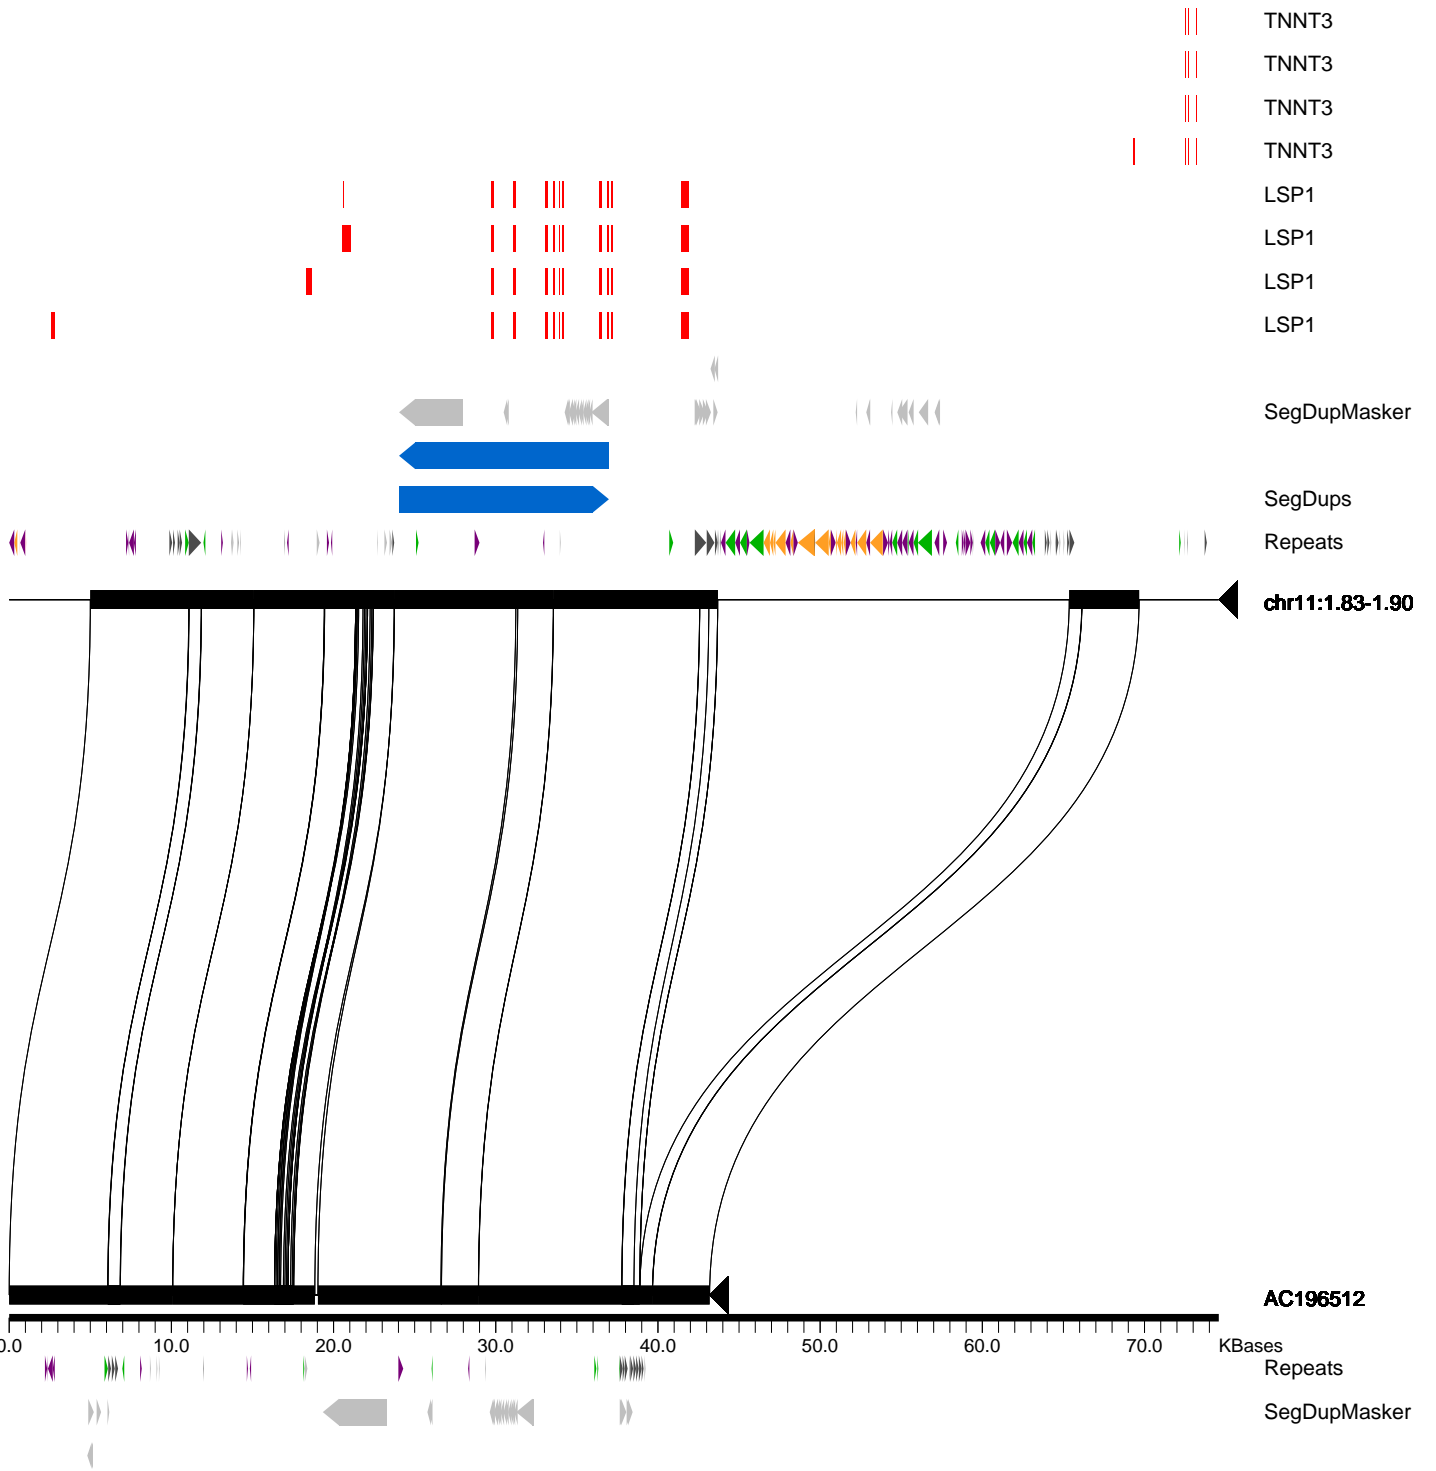 TNNT3
TNNT3
TNNT3
TNNT3
LSP1
LSP1
LSP1
LSP1
SegDupMasker
SegDups
Repeats
chr11:1.83-1.90
AC196512
0.0 10.0 20.0 30.0 40.0 50.0 60.0 70.0 KBases
Repeats
SegDupMasker